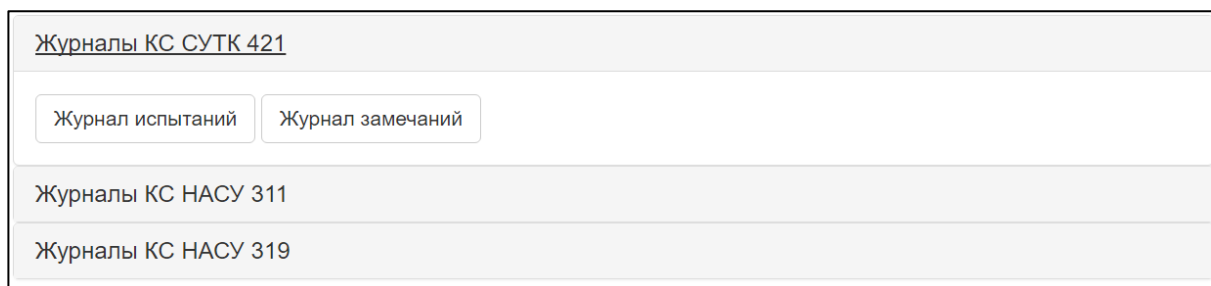 Журналы КС СУТК 421
Журнал испытаний Журнал замечаний
Журналы КС НАСУ 311
Журналы КС НАСУ 319